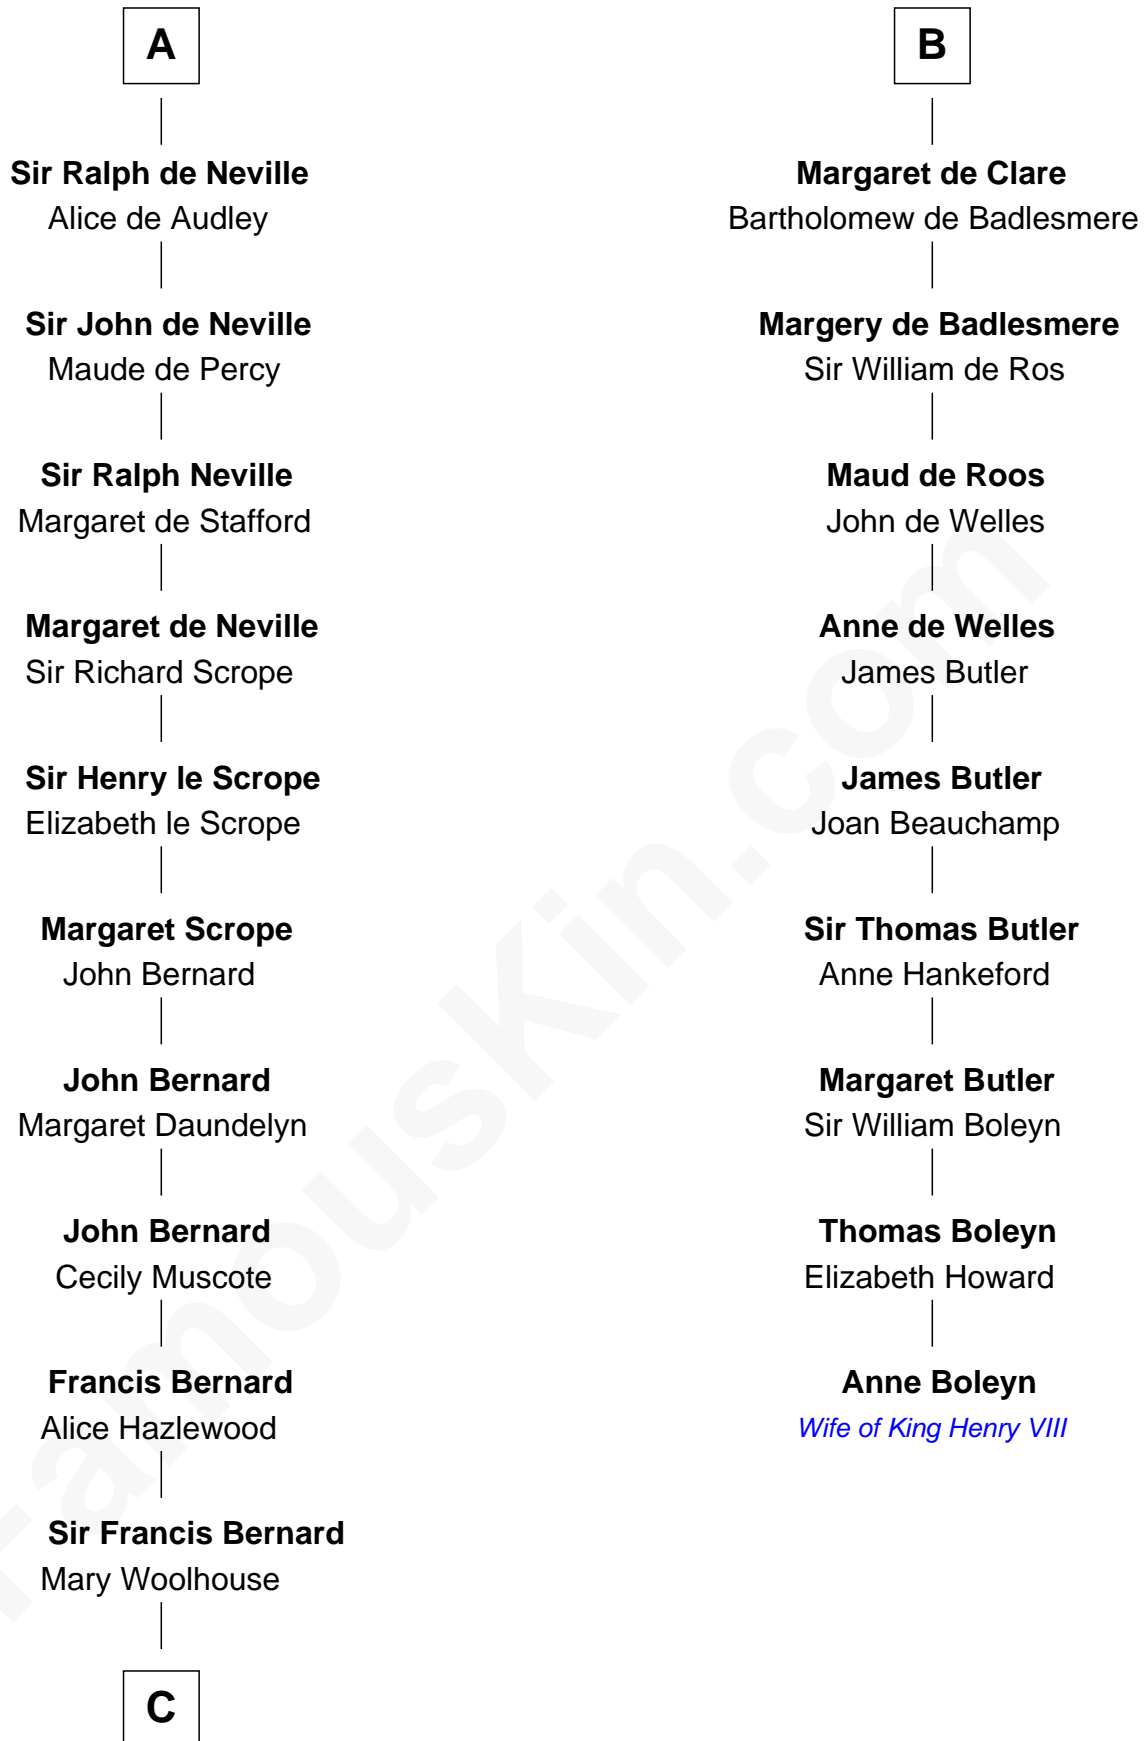 A
Sir Ralph de Neville
Alice de Audley
Sir John de Neville
Maude de Percy
Sir Ralph Neville
Margaret de Stafford
Margaret de Neville
Sir Richard Scrope
Sir Henry le Scrope
Elizabeth le Scrope
Margaret Scrope
John Bernard
John Bernard
Margaret Daundelyn
John Bernard
Cecily Muscote
Francis Bernard
Alice Hazlewood
Sir Francis Bernard
Mary Woolhouse
C
B
Margaret de Clare
Bartholomew de Badlesmere
Margery de Badlesmere
Sir William de Ros
Maud de Roos
John de Welles
Anne de Welles
James Butler
James Butler
Joan Beauchamp
Sir Thomas Butler
Anne Hankeford
Margaret Butler
Sir William Boleyn
Thomas Boleyn
Elizabeth Howard
Anne Boleyn
Wife of King Henry VIII
FamousKin.com